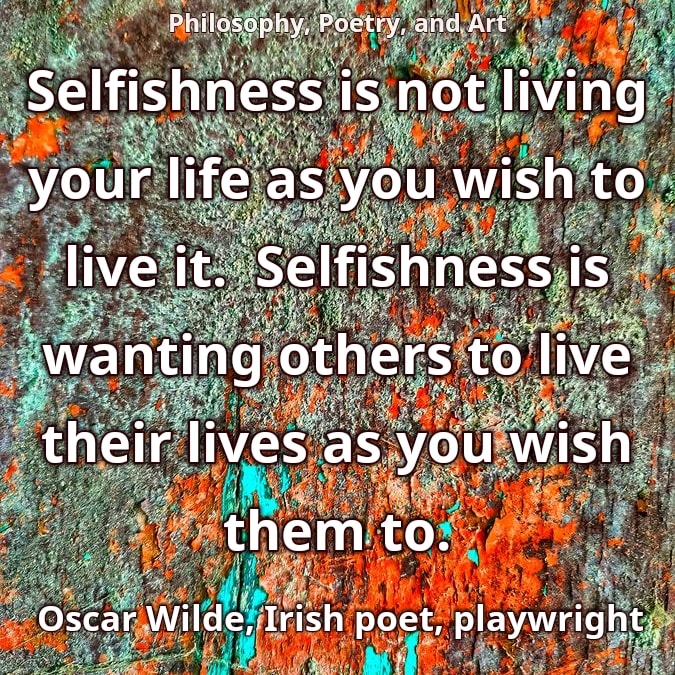 Philosophy, Poetry, and Art
Selfishness is not living
your life as you wish to
live it.  Selfishness is
wanting others to live
their lives as you wish
them to.
Oscar Wilde, Irish poet, playwright